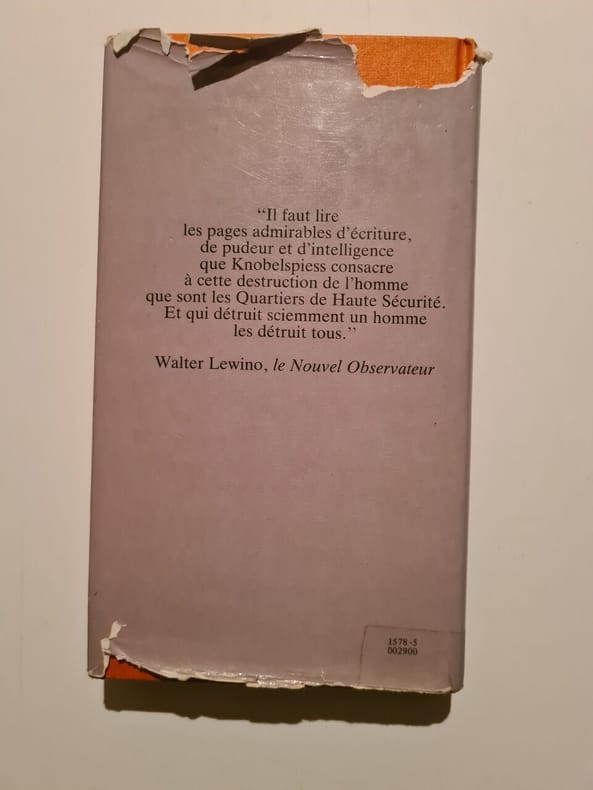 “Il faut lire
les pages admirables d’écriture,
de pudeur et d’intelligence
que Knobelspiess consacre
à cette destruction de l’homme
que sont les Quartiers de Haute Sécurité.
Et qui détruit sciemment un homme
les détruit tous.”
Walter Lewino, le Nouvel Observateur
1578-5
002900